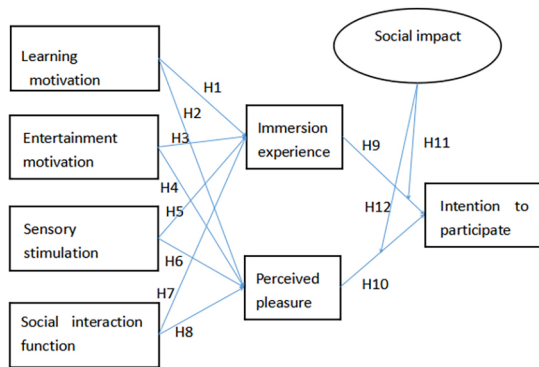 Learning
motivation
Entertainment
motivation
Sensory
stimulation
Social interaction
function
H1
H2
H3
H4
H5
H6
H7
H8
Immersion
experience
Perceived
pleasure
Social impact
H9
H11
H12
H10
Intention to
participate